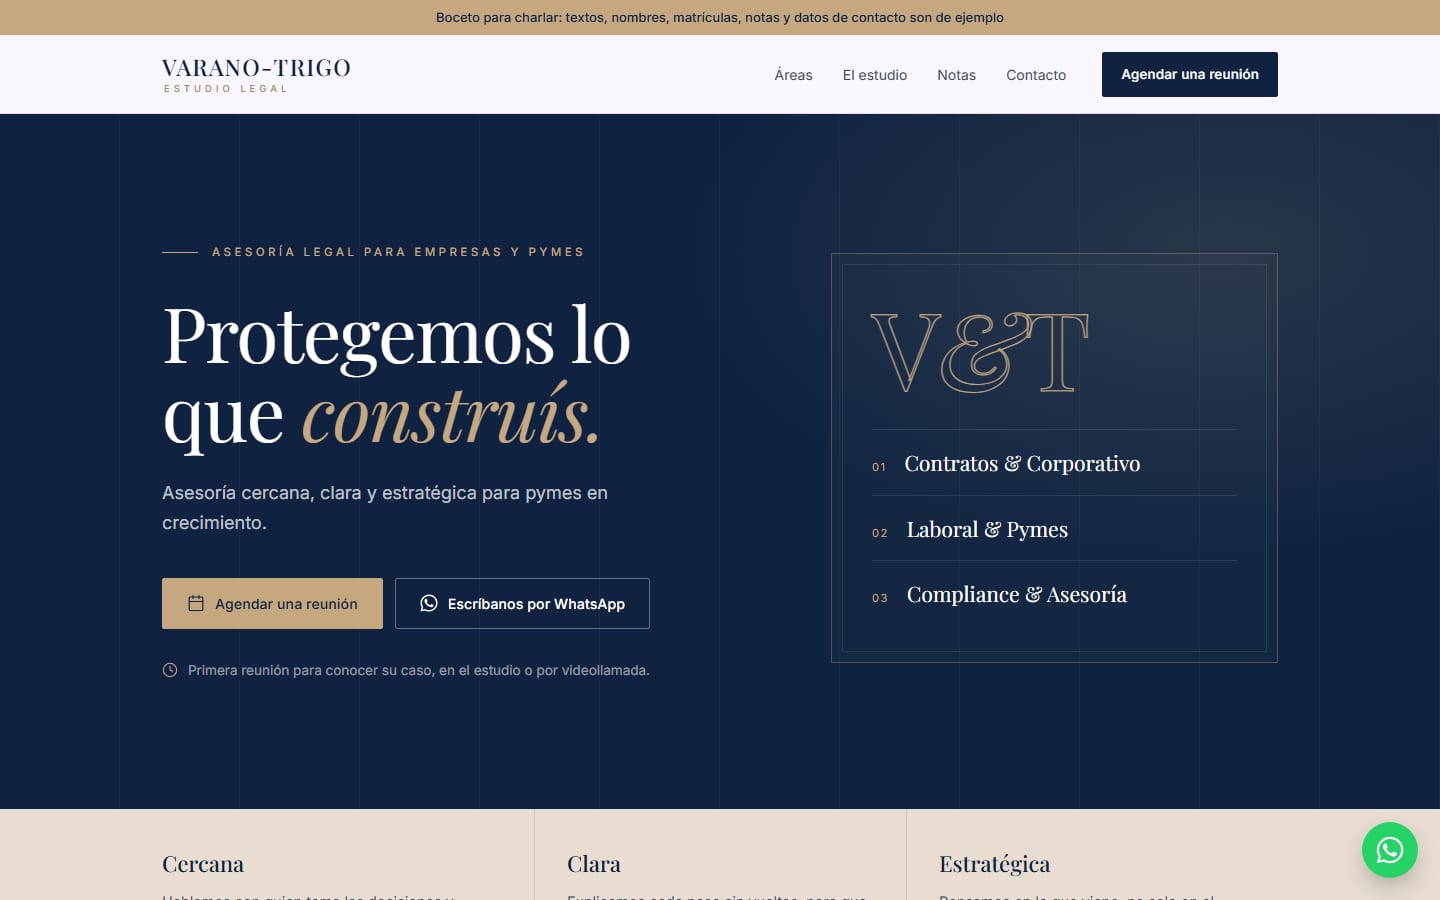 Boceto para charlar: textos, nombres, matrículas, notas y datos de contacto son de ejemplo
VARANO-TRIGO
ESTUDIO LEGAL
Áreas
El estudio
Notas
Contacto
Agendar una reunión
ASESORÍA LEGAL PARA EMPRESAS Y PYMES
Protegemos lo
que construís.
Asesoría cercana, clara y estratégica para pymes en
crecimiento.
Agendar una reunión
Escríbanos por WhatsApp
Primera reunión para conocer su caso, en el estudio o por videollamada.
V&T
01 Contratos & Corporativo
02 Laboral & Pymes
03 Compliance & Asesoría
Cercana
Clara
Estratégica